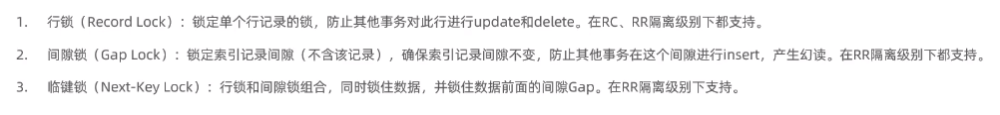 1. 行锁（Record Lock）：锁定单个行记录的锁，防止其他事务对此行进行update和delete。在RC、RR隔离级别下都支持。
2. 间隙锁（Gap Lock）：锁定索引记录间隙（不含该记录），确保索引记录间隙不变，防止其他事务在这个间隙进行insert，产生幻读。在RR隔离级别下都支持。
3. 临键锁（Next-Key Lock）：行锁和间隙锁组合，同时锁住数据，并锁住数据前面的间隙Gap。在RR隔离级别下支持。